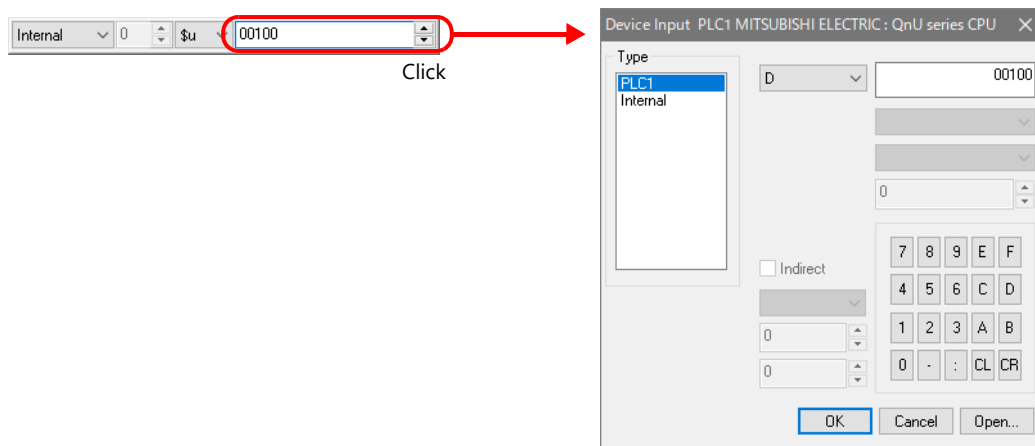 Internal 0 $u 00100
Click
Device Input PLC1 MITSUBISHI ELECTRIC : QnU series CPU
Type
PLC1
Internal
D 00100
0
Indirect
0
0
7 8 9 E F
4 5 6 C D
1 2 3 A B
0 - : CL CR
OK Cancel Open...